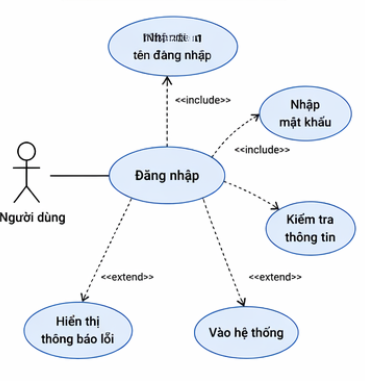 tên đăng nhập
<<include>>
Nhập
mật khẩu
<<include>>
Đăng nhập
Người dùng
Kiểm tra
thông tin
<<extend>>
<<extend>>
Hiển thị
thông báo lỗi
Vào hệ thống